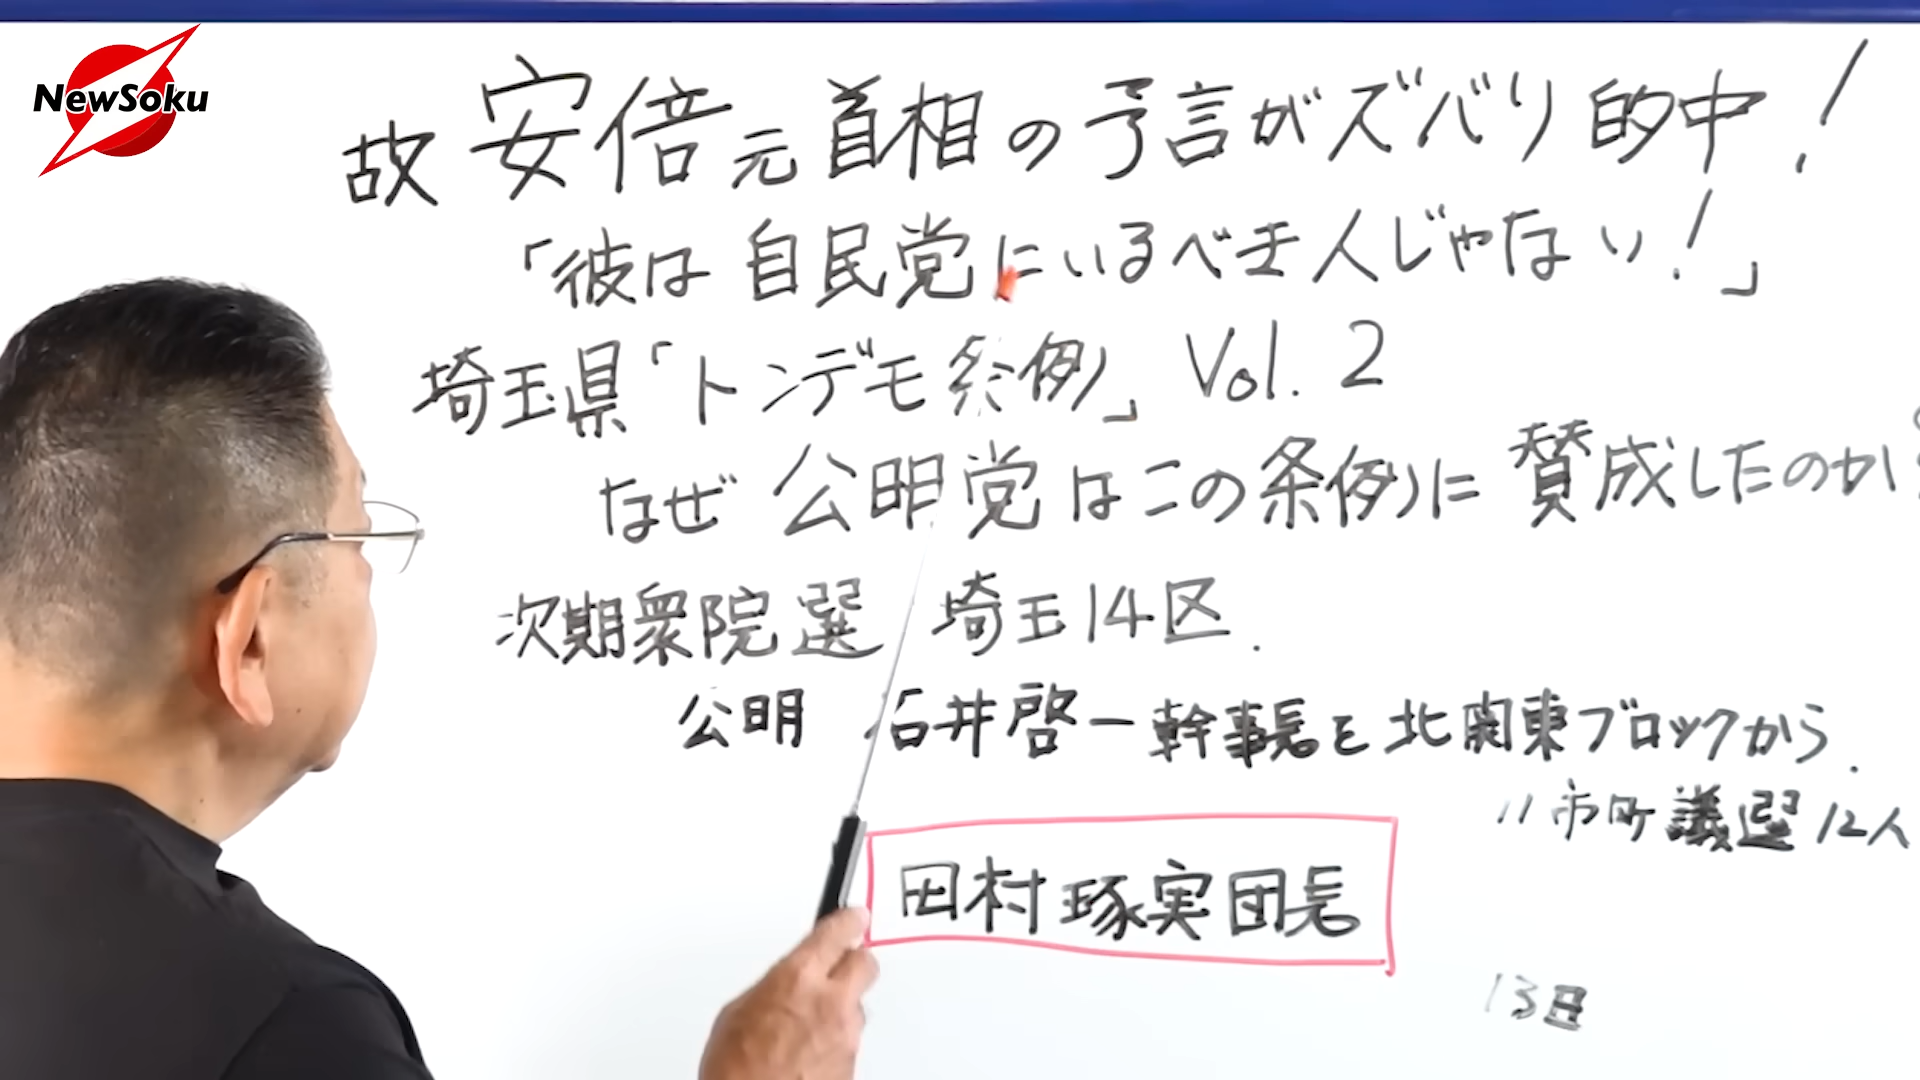 NewSoku
故安倍元首相の予言がズバリ的中!
「彼は自民党にいるべき人じゃない!」
埼玉県「トンデモ条例」 Vol. 2
なぜ公明党はこの条例に賛成したのか?
次期衆院選 埼玉14区.
公明 石井啓一幹事長を北関東ブロックから.
〃市町議選12人
田村琢実団長
13日